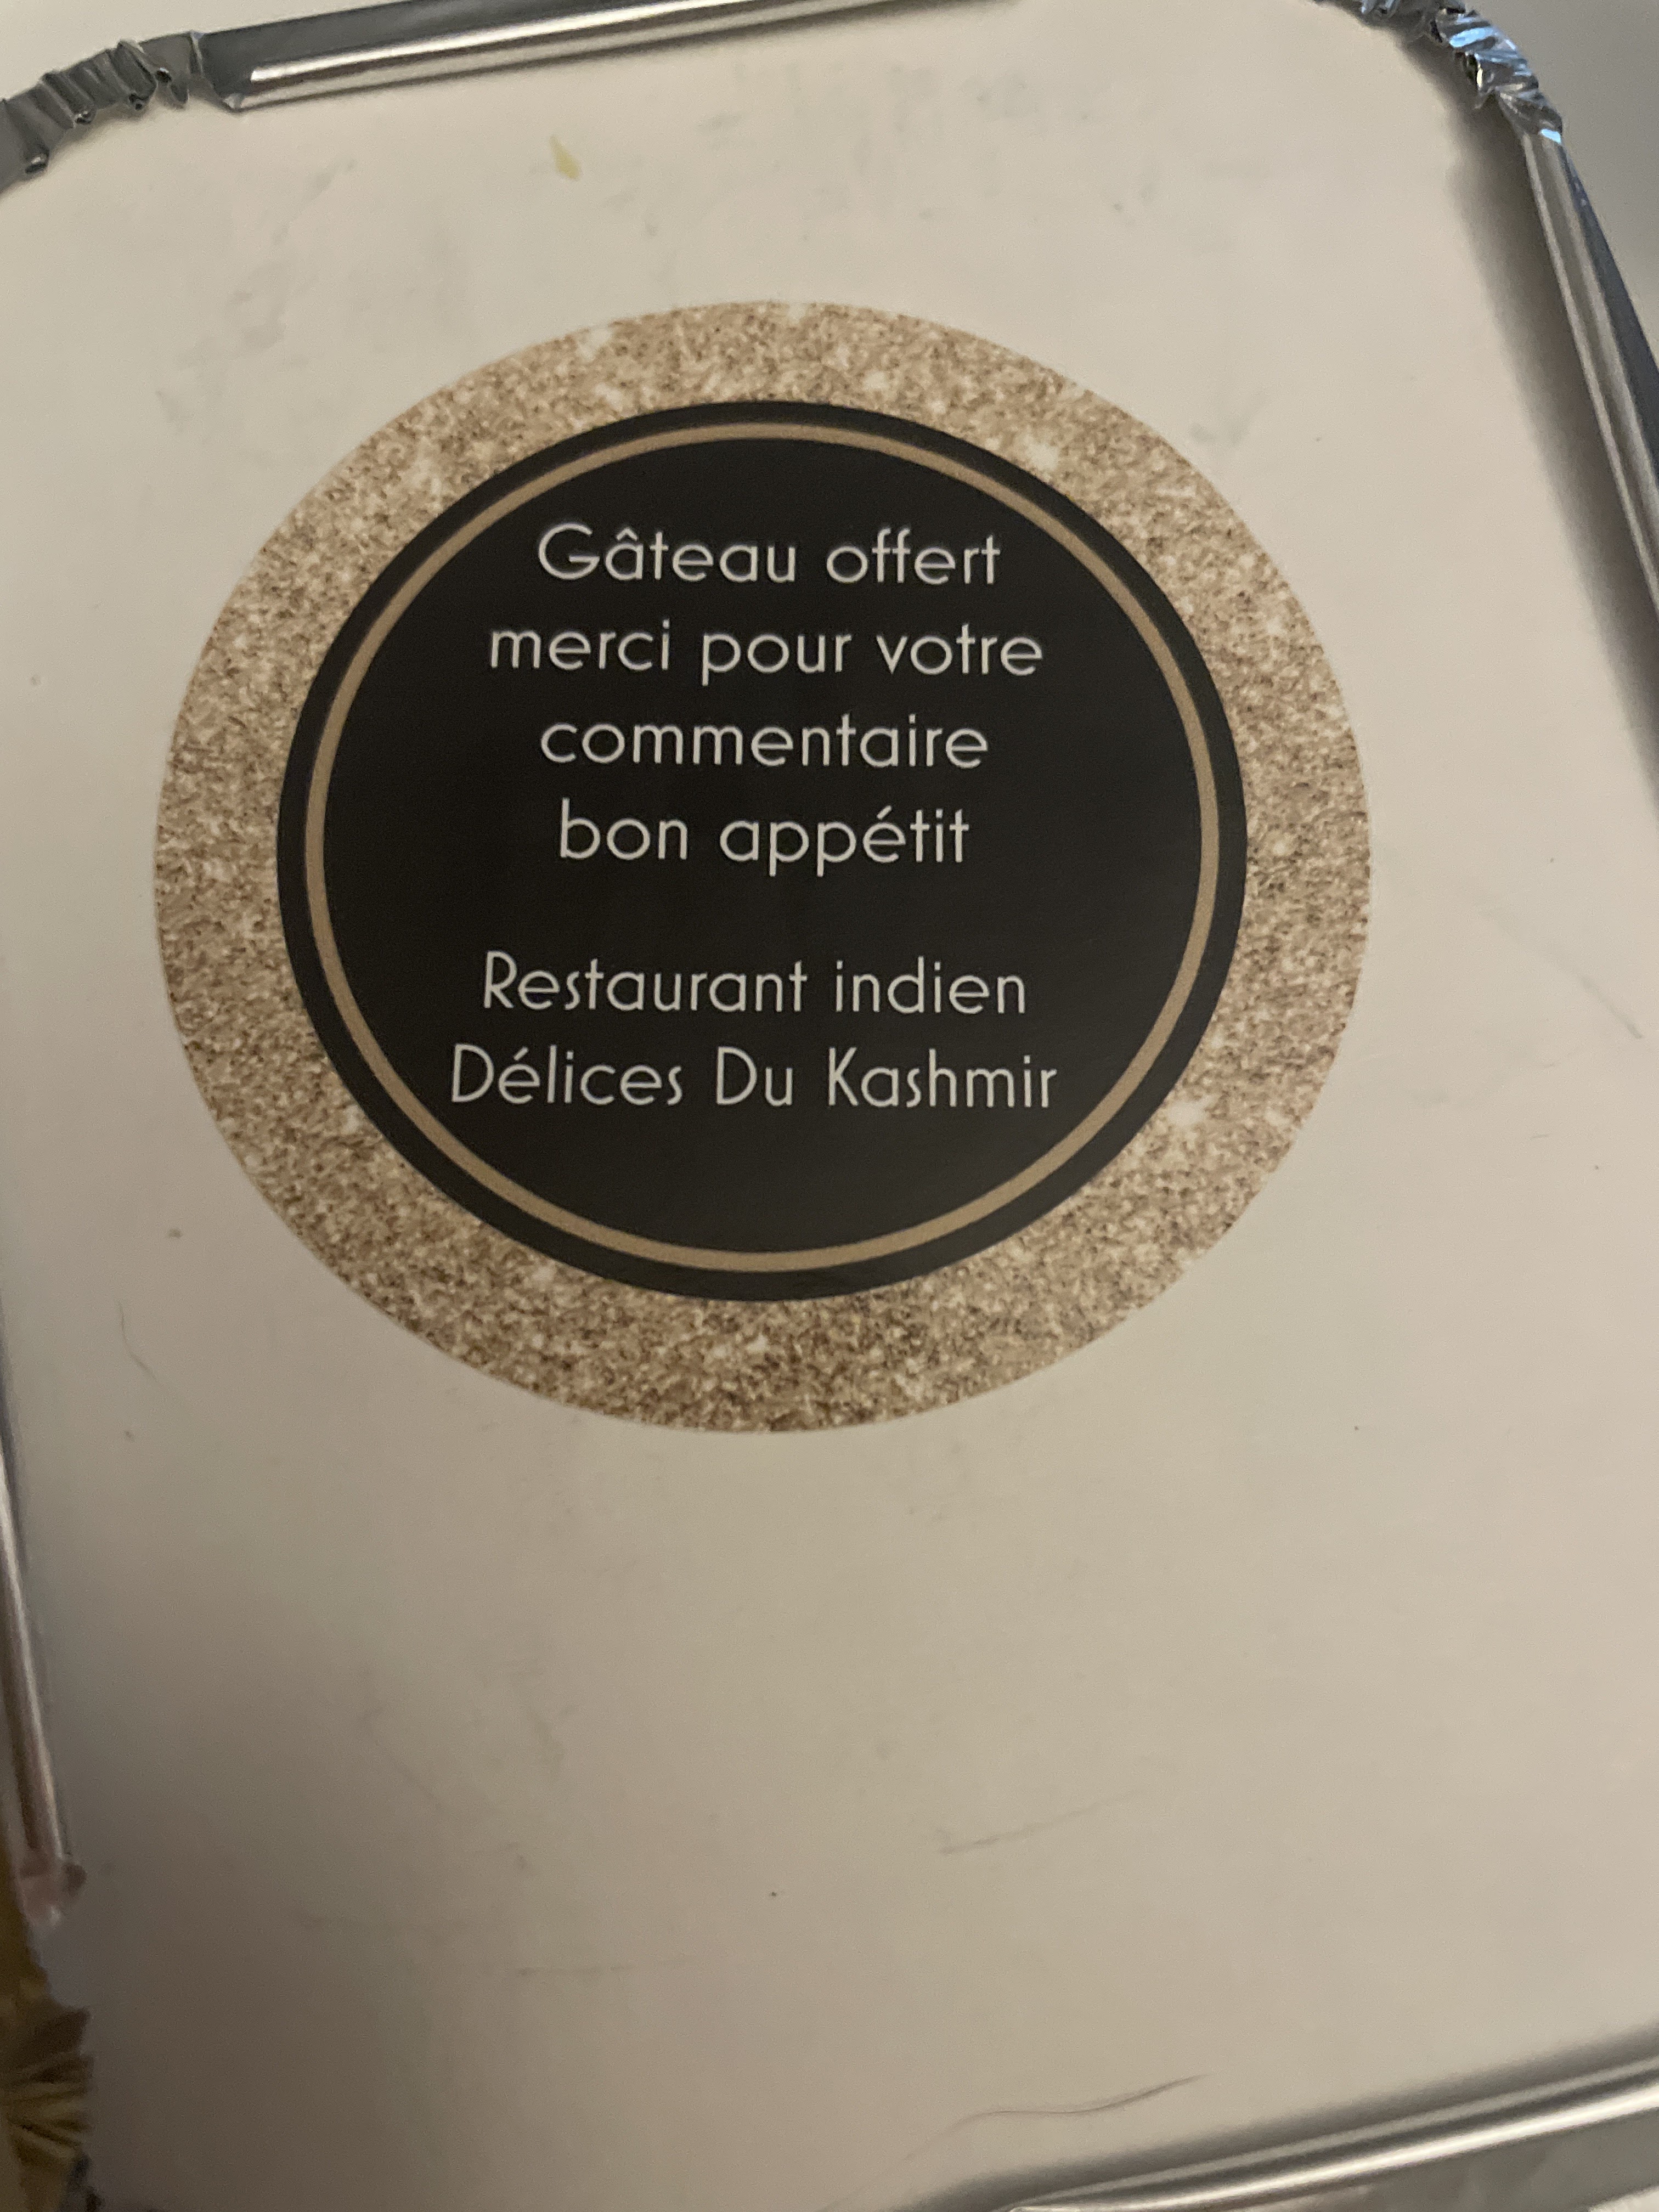 Gâteau offert
merci pour votre
commentaire
bon appétit
Restaurant indien
Délices Du Kashmir